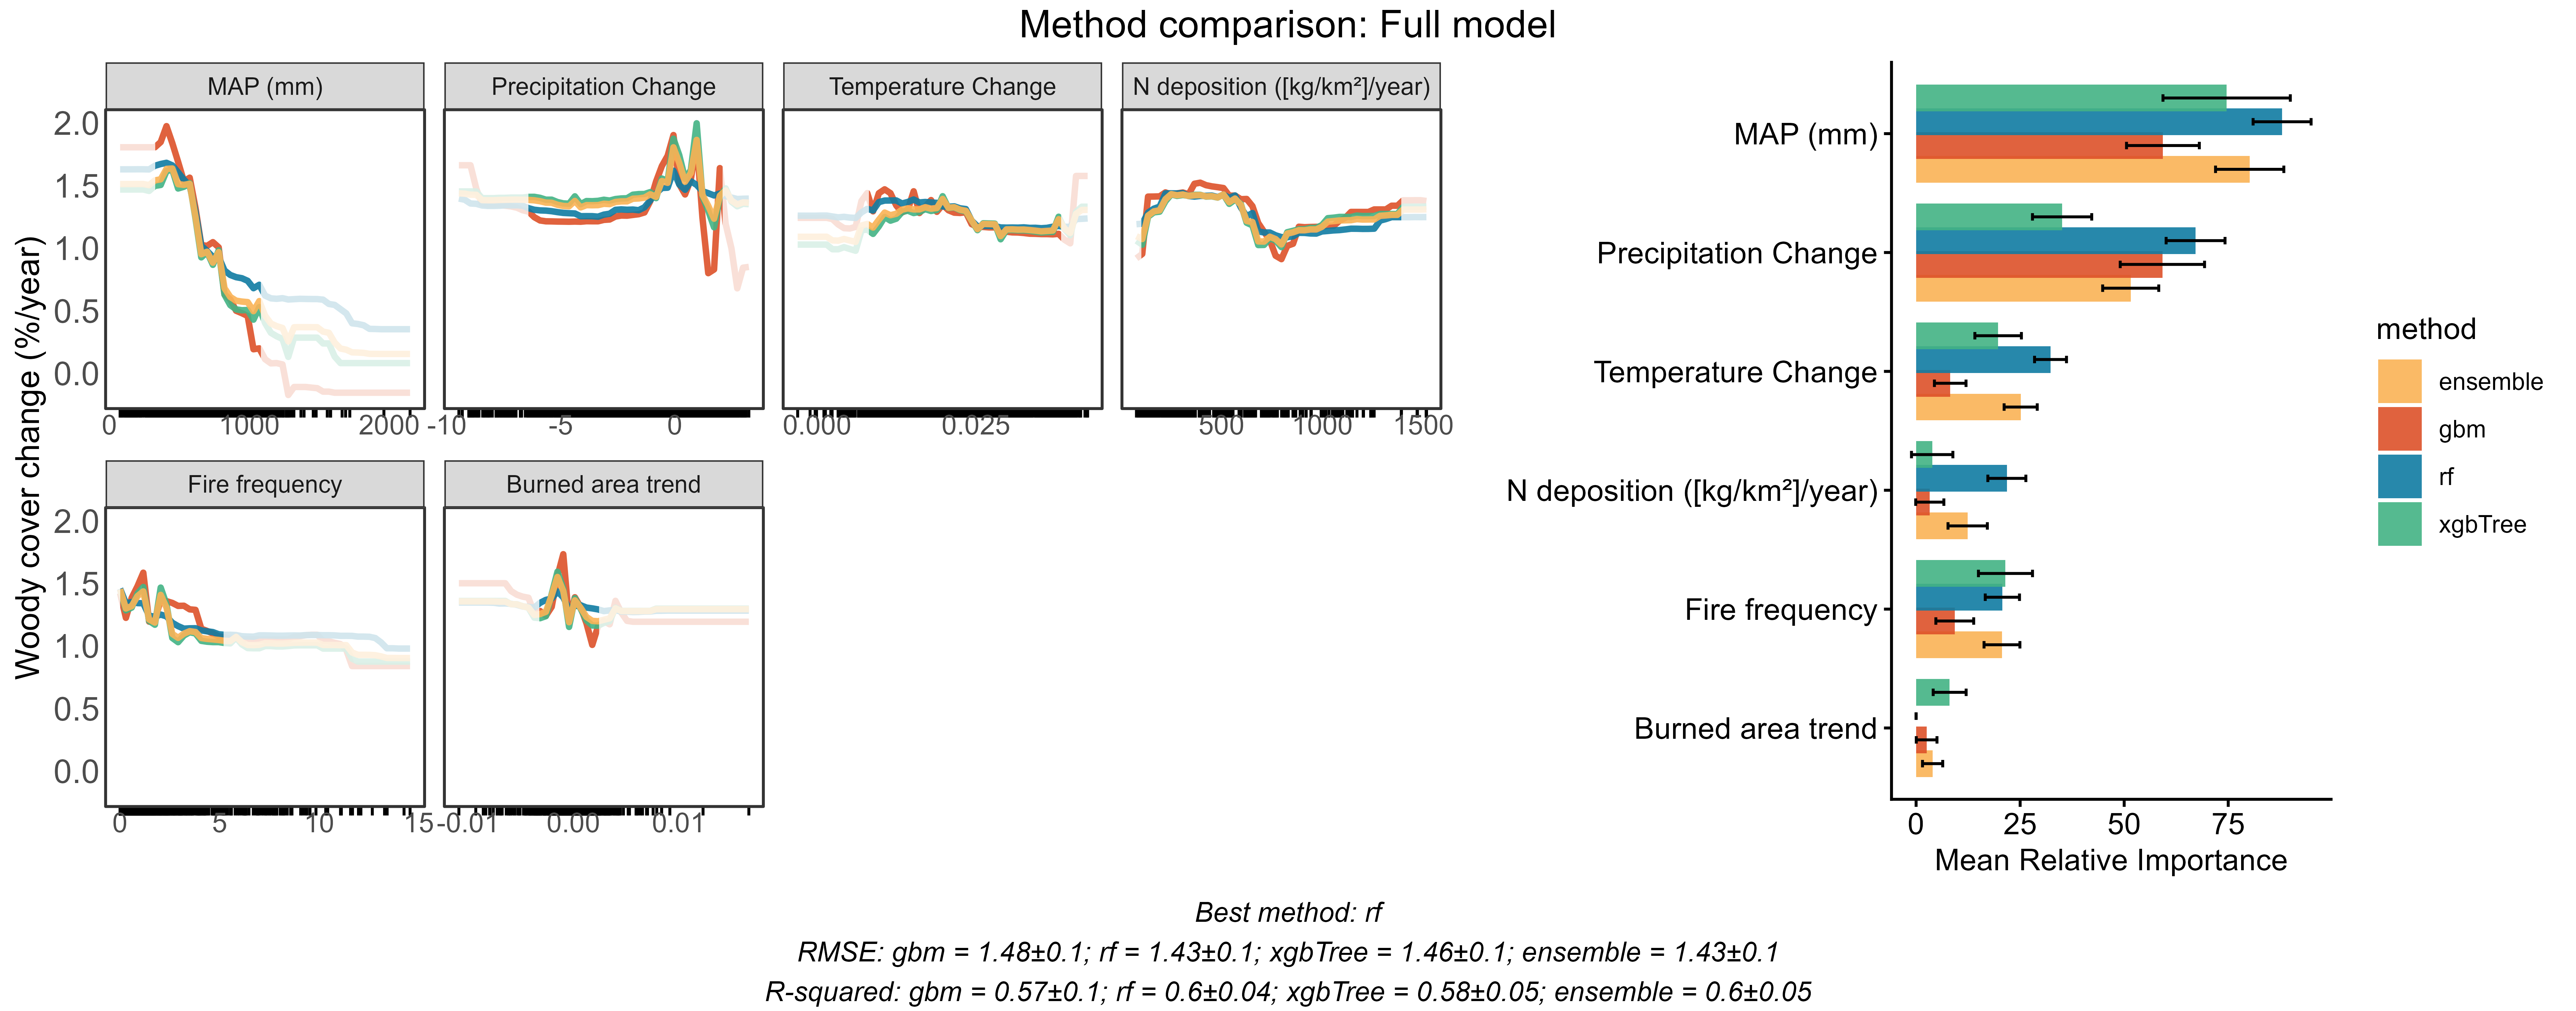 Method comparison: Full model
MAP (mm)
Precipitation Change
Temperature Change
N deposition ([kg/km²]/year)
Woody cover change (%/year)
2.0
1.5
1.0
0.5
0.0
0 1000 2000
-10 -5 0
0.000 0.025
500 1000 1500
Fire frequency
Burned area trend
2.0
1.5
1.0
0.5
0.0
0 5 10 15
-0.01 0.00 0.01
MAP (mm)
Precipitation Change
Temperature Change
N deposition ([kg/km²]/year)
Fire frequency
Burned area trend
0 25 50 75
Mean Relative Importance
method
ensemble
gbm
rf
xgbTree
Best method: rf
RMSE: gbm = 1.48±0.1; rf = 1.43±0.1; xgbTree = 1.46±0.1; ensemble = 1.43±0.1
R-squared: gbm = 0.57±0.1; rf = 0.6±0.04; xgbTree = 0.58±0.05; ensemble = 0.6±0.05